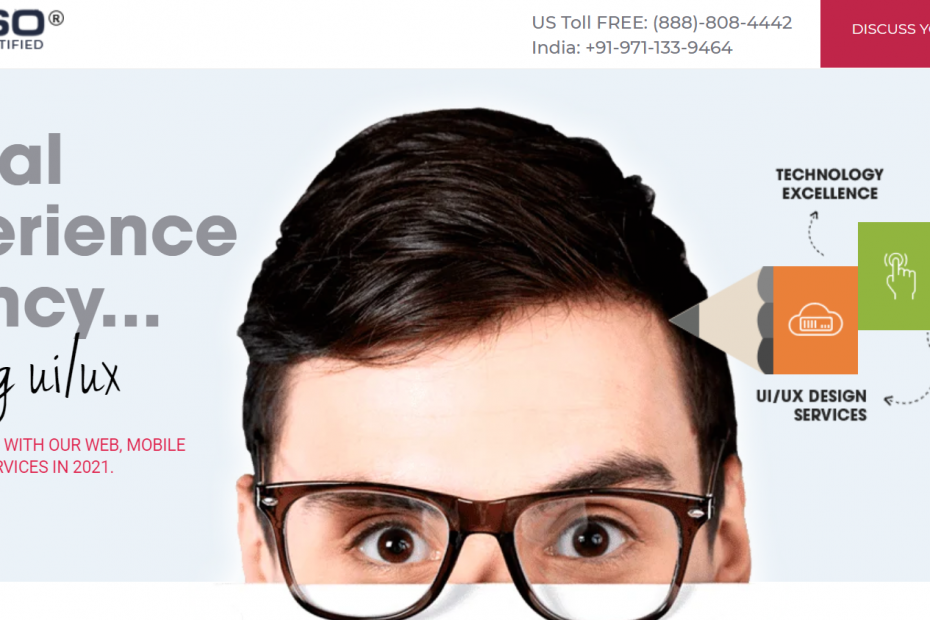 SO®
TIFIED
US Toll FREE: (888)-808-4442
India: +91-971-133-9464
DISCUSS Y
al
erience
ncy...
g ui/ux
WITH OUR WEB, MOBILE
RVICES IN 2021.
TECHNOLOGY
EXCELLENCE
UI/UX DESIGN
SERVICES